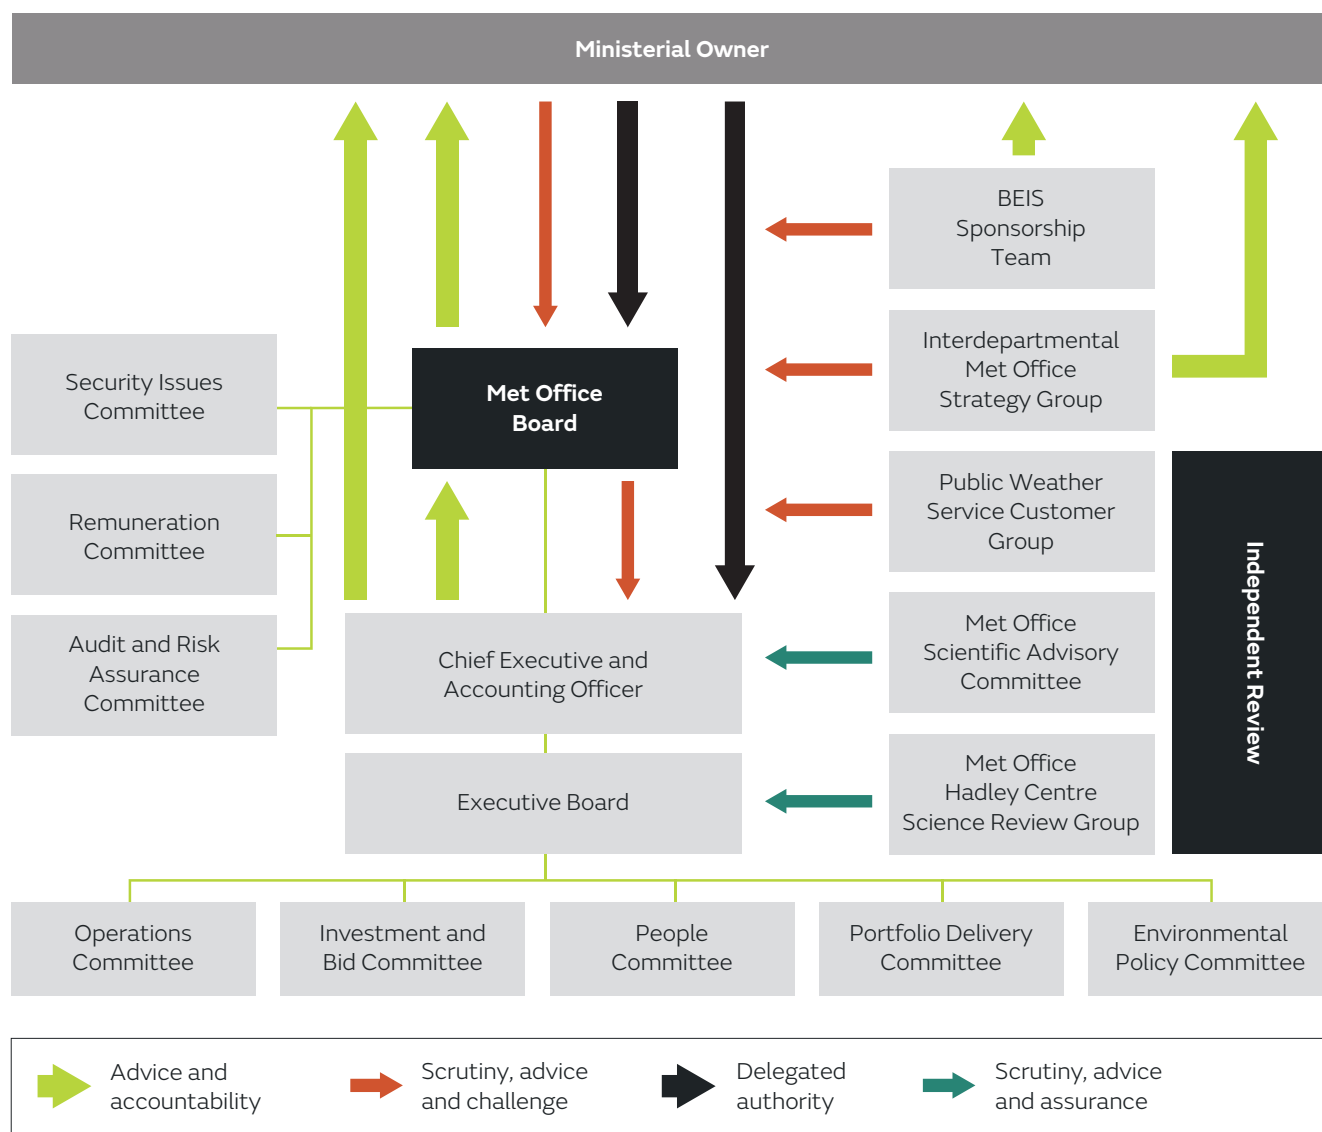 Ministerial Owner
BEIS
Sponsorship
Team
Interdepartmental
Met Office
Strategy Group
Security Issues
Committee
Met Office
Board
Public Weather
Service Customer
Group
Remuneration
Committee
Independent Review
Met Office
Scientific Advisory
Committee
Audit and Risk
Assurance
Committee
Chief Executive and
Accounting Officer
Met Office
Hadley Centre
Science Review Group
Executive Board
Operations
Committee
Investment and
Bid Committee
People
Committee
Portfolio Delivery
Committee
Environmental
Policy Committee
Advice and
accountability
Scrutiny, advice
and challenge
Delegated
authority
Scrutiny, advice
and assurance